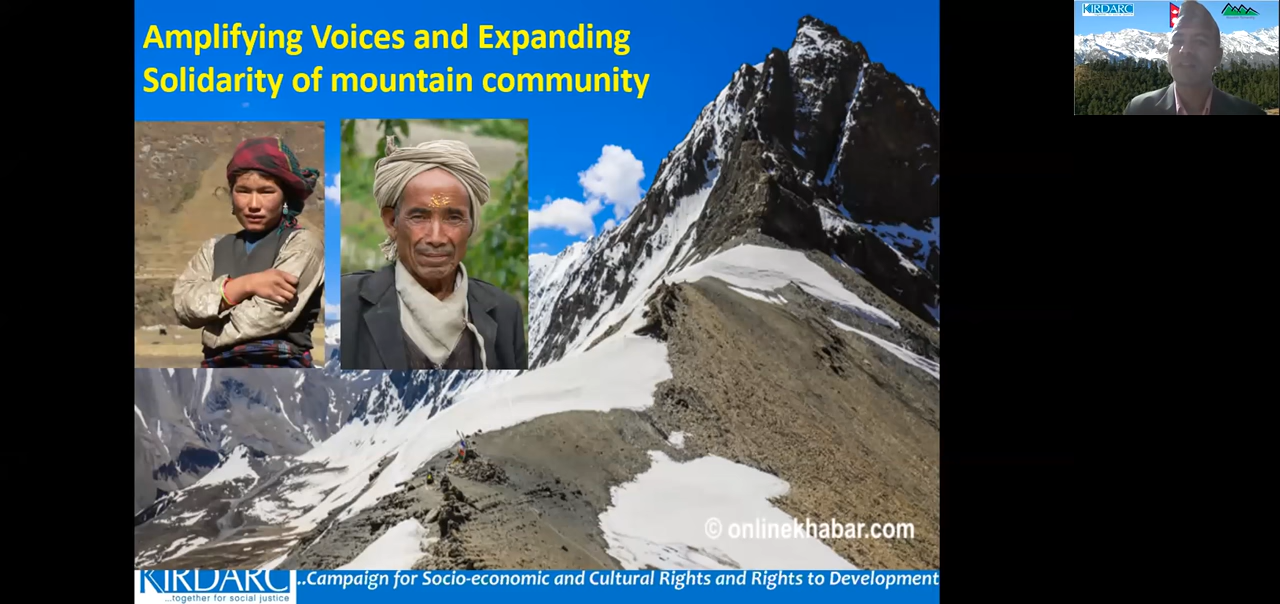 Amplifying Voices and Expanding
Solidarity of mountain community
© onlinekhabar.com
KIRDARC
...together for social justice
..Campaign for Socio-economic and Cultural Rights and Rights to Development
KIRDARC